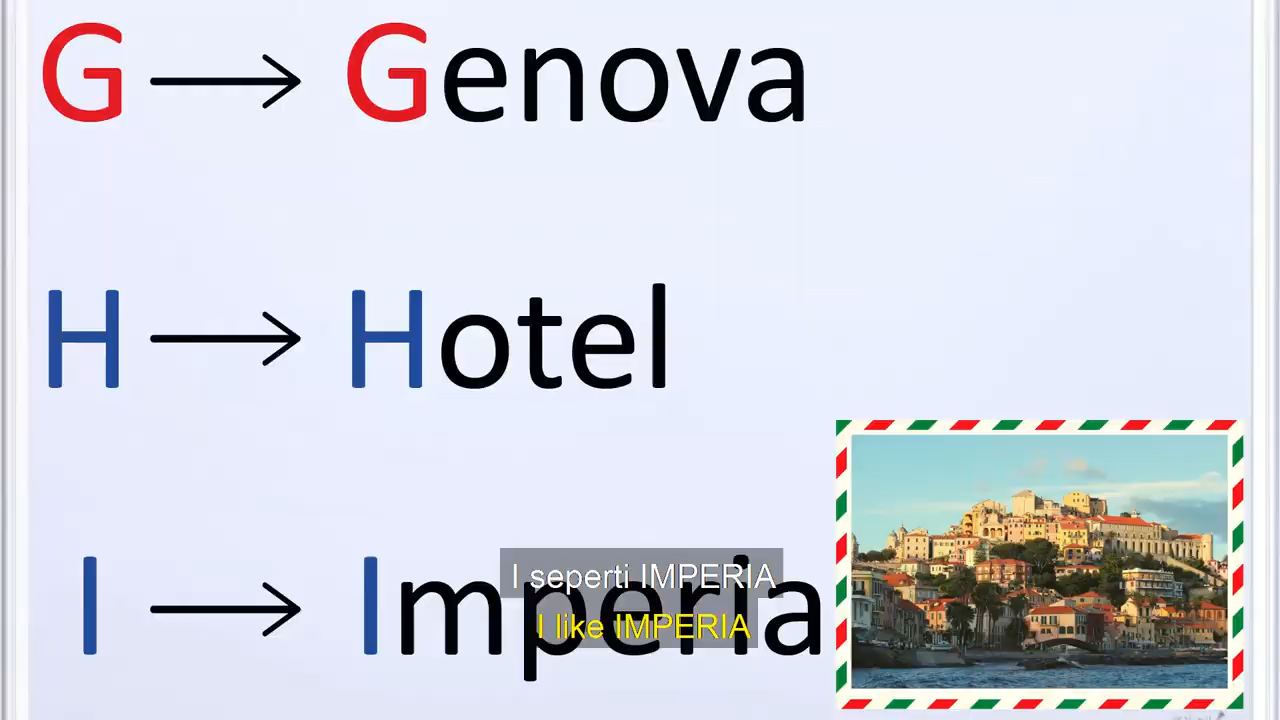 G → Genova
H → Hotel
I → Imperia
I seperti IMPERIA
I like IMPERIA